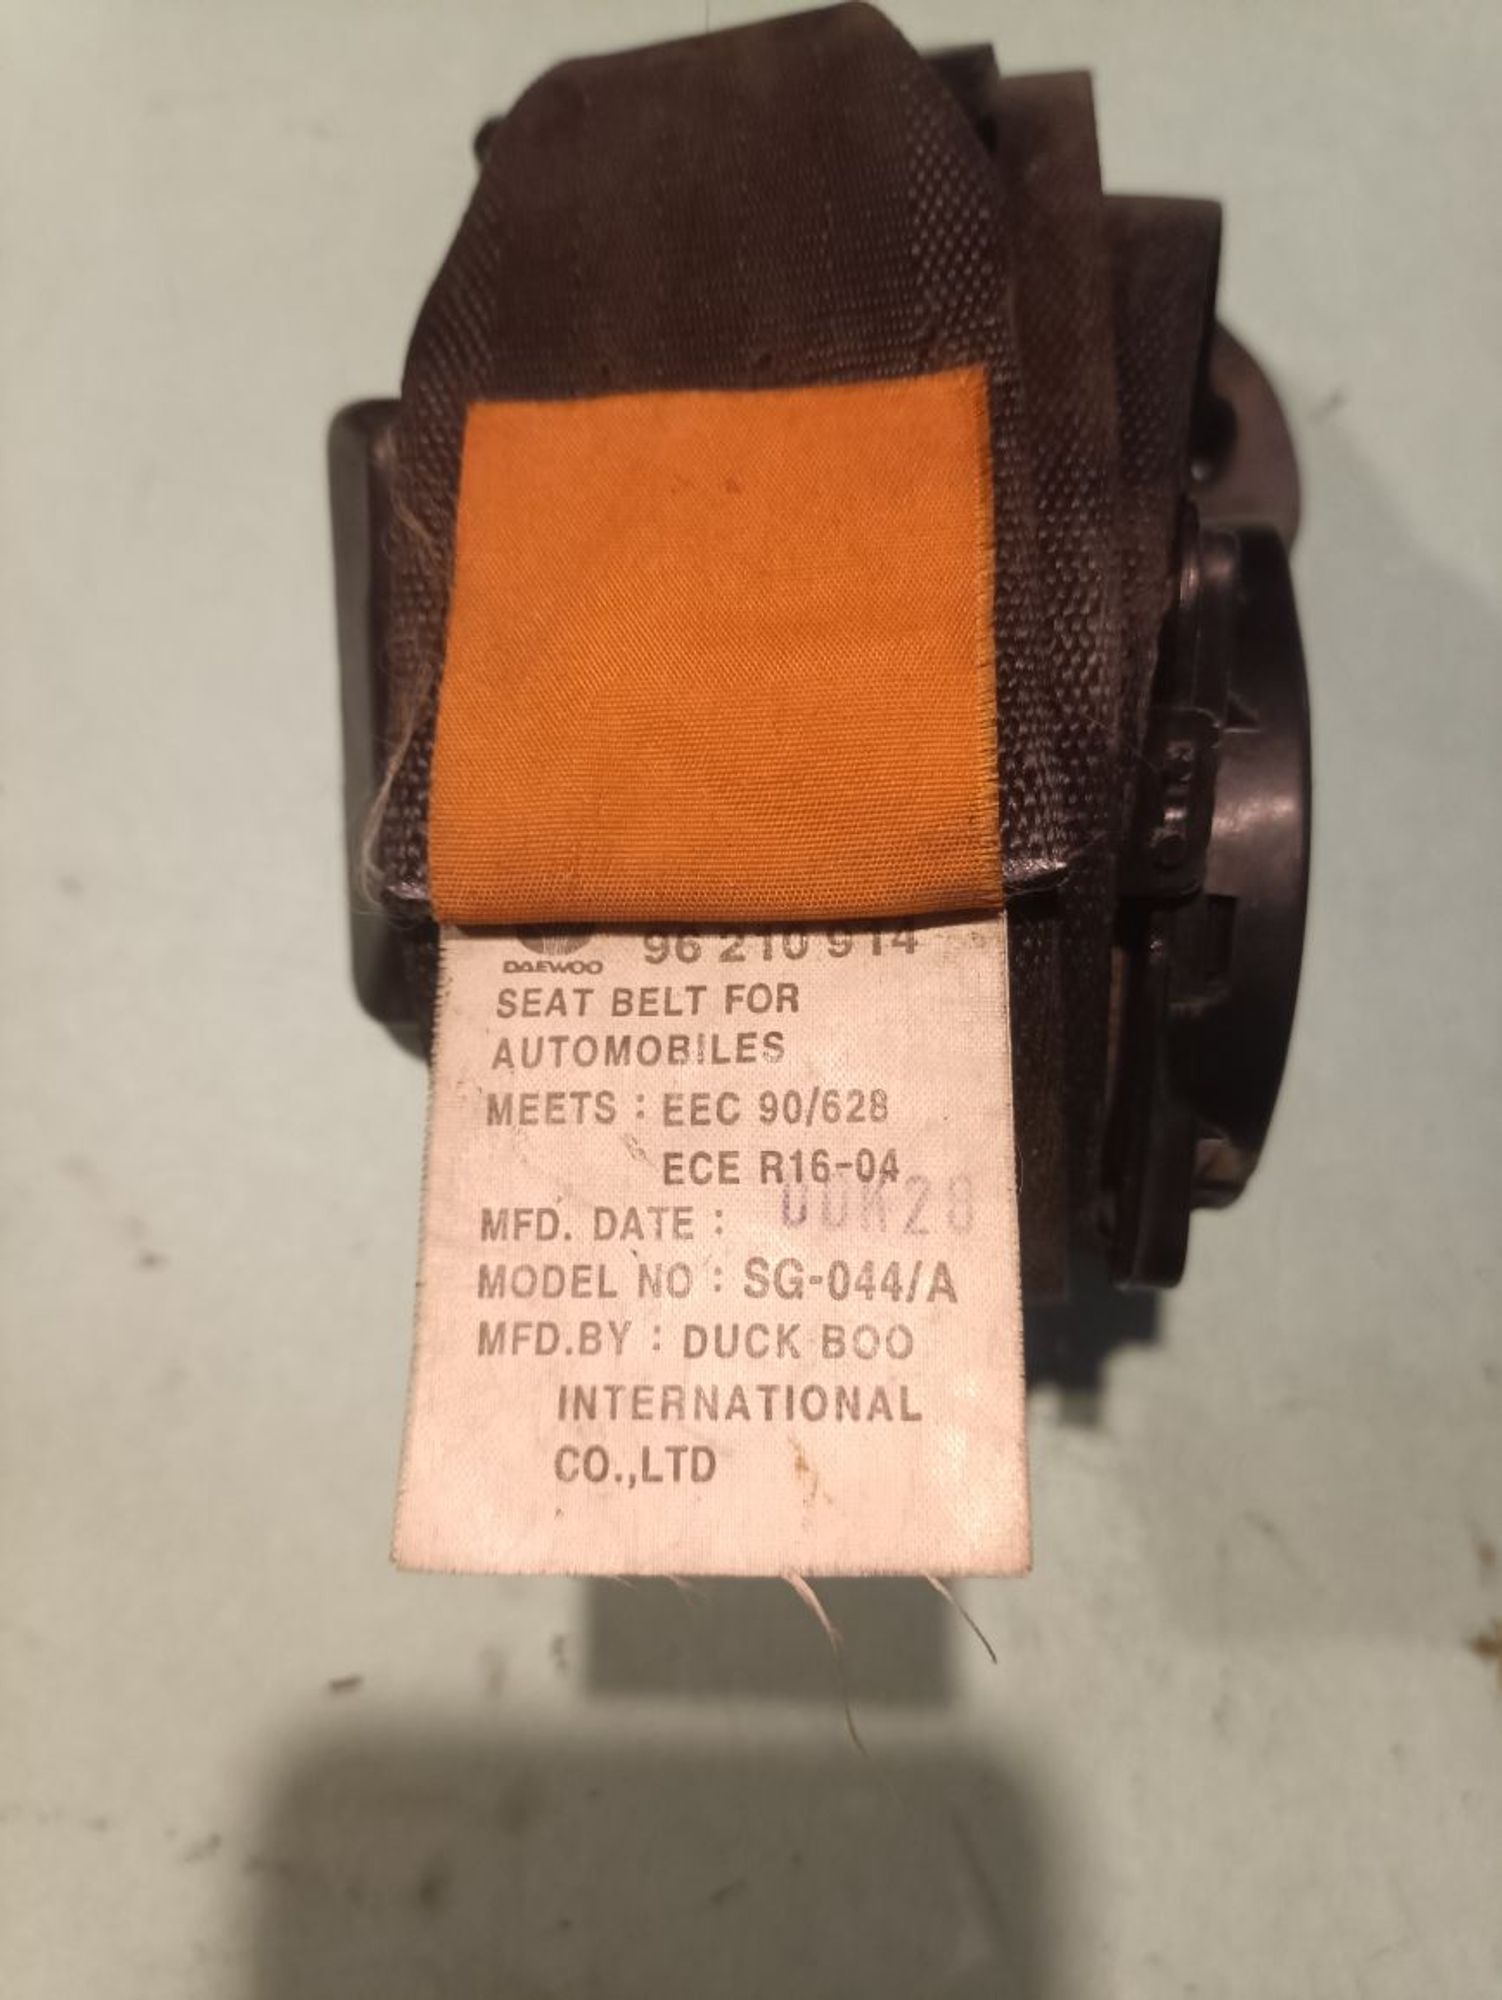 DAEWOO 96 210 914
SEAT BELT FOR
AUTOMOBILES
MEETS : EEC 90/628
ECE R16-04
MFD. DATE :
MODEL NO : SG-044/A
MFD.BY : DUCK BOO
INTERNATIONAL
CO.,LTD